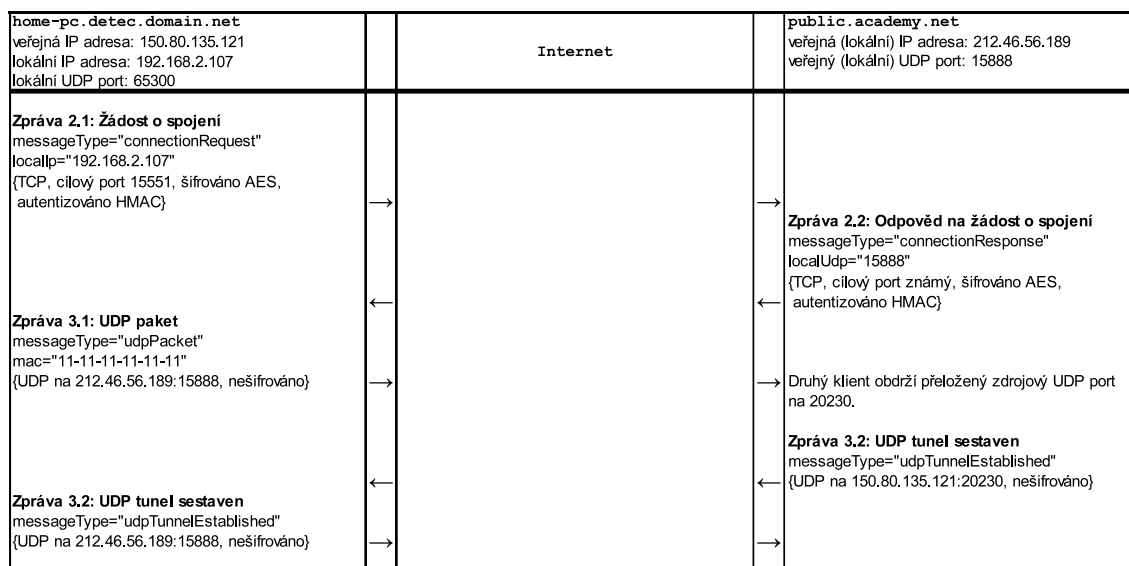 home-pc.detec.domain.net
veřejná IP adresa: 150.80.135.121
lokální IP adresa: 192.168.2.107
lokální UDP port: 65300
Internet
public.academy.net
veřejná (lokální) IP adresa: 212.46.56.189
veřejný (lokální) UDP port: 15888
Zpráva 2.1: Žádost o spojení
messageType="connectionRequest"
localIp="192.168.2.107"
{TCP, cílový port 15551, šifrováno AES,
autentizováno HMAC}
→ →
Zpráva 2.2: Odpověd na žádost o spojení
messageType="connectionResponse"
localUdp="15888"
{TCP, cílový port známý, šifrováno AES,
autentizováno HMAC}
← ←
Zpráva 3.1: UDP paket
messageType="udpPacket"
mac="11-11-11-11-11-11"
{UDP na 212.46.56.189:15888, nešifrováno}
→ →
Druhý klient obdrží přeložený zdrojový UDP port
na 20230.
Zpráva 3.2: UDP tunel sestaven
messageType="udpTunnelEstablished"
{UDP na 150.80.135.121:20230, nešifrováno}
← ←
Zpráva 3.2: UDP tunel sestaven
messageType="udpTunnelEstablished"
{UDP na 212.46.56.189:15888, nešifrováno}
→ →